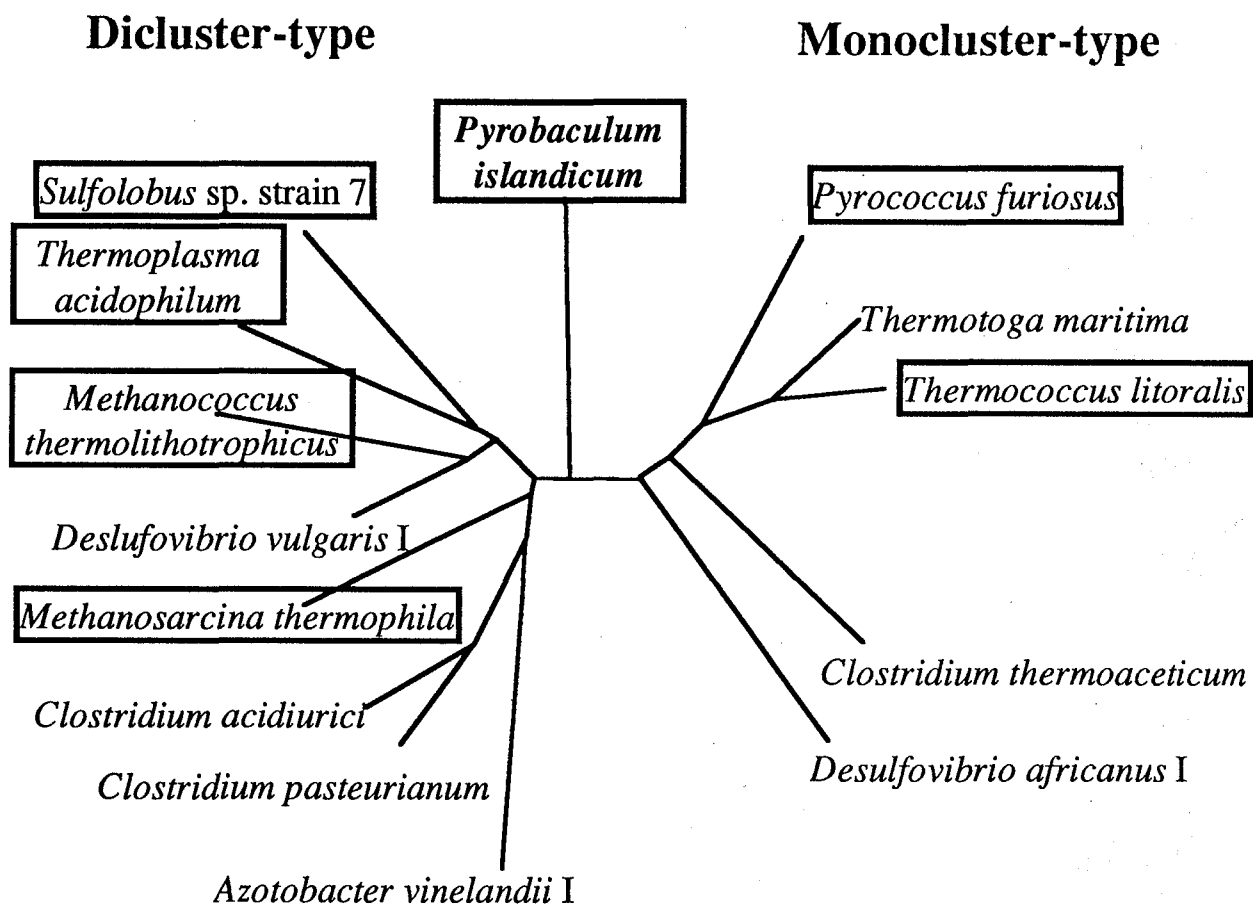 Dicluster-type
Monocluster-type
Pyrobaculum
islandicum
Sulfolobus sp. strain 7
Pyrococcus furiosus
Thermoplasma
acidophilum
Thermotoga maritima
Thermococcus litoralis
Methanococcus
thermolithotrophicus
Deslufovibrio vulgaris I
Methanosarcina thermophila
Clostridium thermoaceticum
Clostridium acidiurici
Desulfovibrio africanus I
Clostridium pasteurianum
Azotobacter vinelandii I